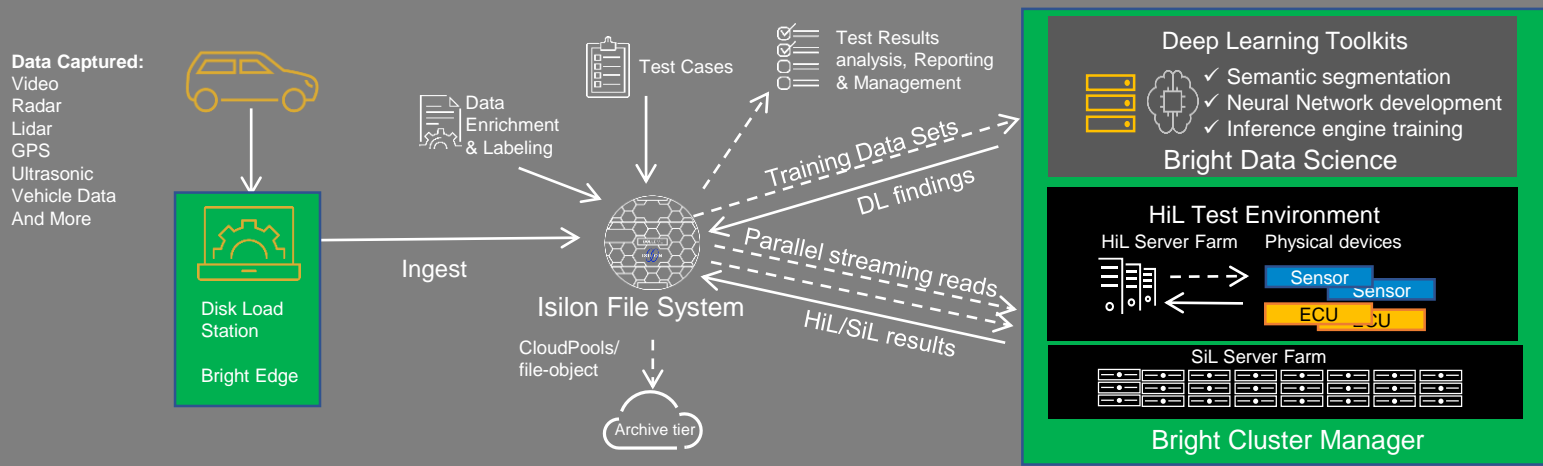 Data Captured:
Video
Radar
Lidar
GPS
Ultrasonic
Vehicle Data
And More
Disk Load
Station
Bright Edge
Ingest
Data
Enrichment
& Labeling
Test Cases
Test Results
analysis, Reporting
& Management
Isilon File System
CloudPools/
file-object
Archive tier
Training Data Sets
DL findings
Parallel streaming reads
HiL/SiL results
Deep Learning Toolkits
✓ Semantic segmentation
✓ Neural Network development
✓ Inference engine training
Bright Data Science
HiL Test Environment
HiL Server Farm
Physical devices
Sensor
Sensor
ECU
ECU
SiL Server Farm
Bright Cluster Manager